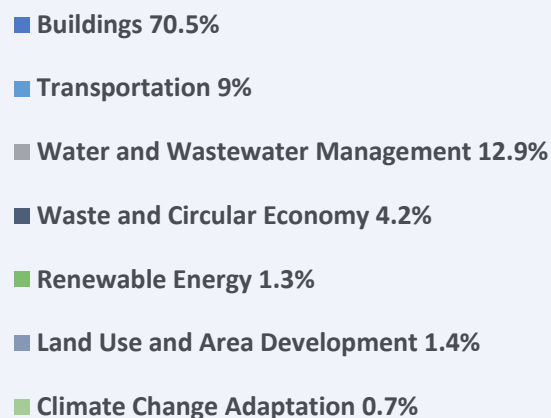 Buildings 70.5%
Transportation 9%
Water and Wastewater Management 12.9%
Waste and Circular Economy 4.2%
Renewable Energy 1.3%
Land Use and Area Development 1.4%
Climate Change Adaptation 0.7%